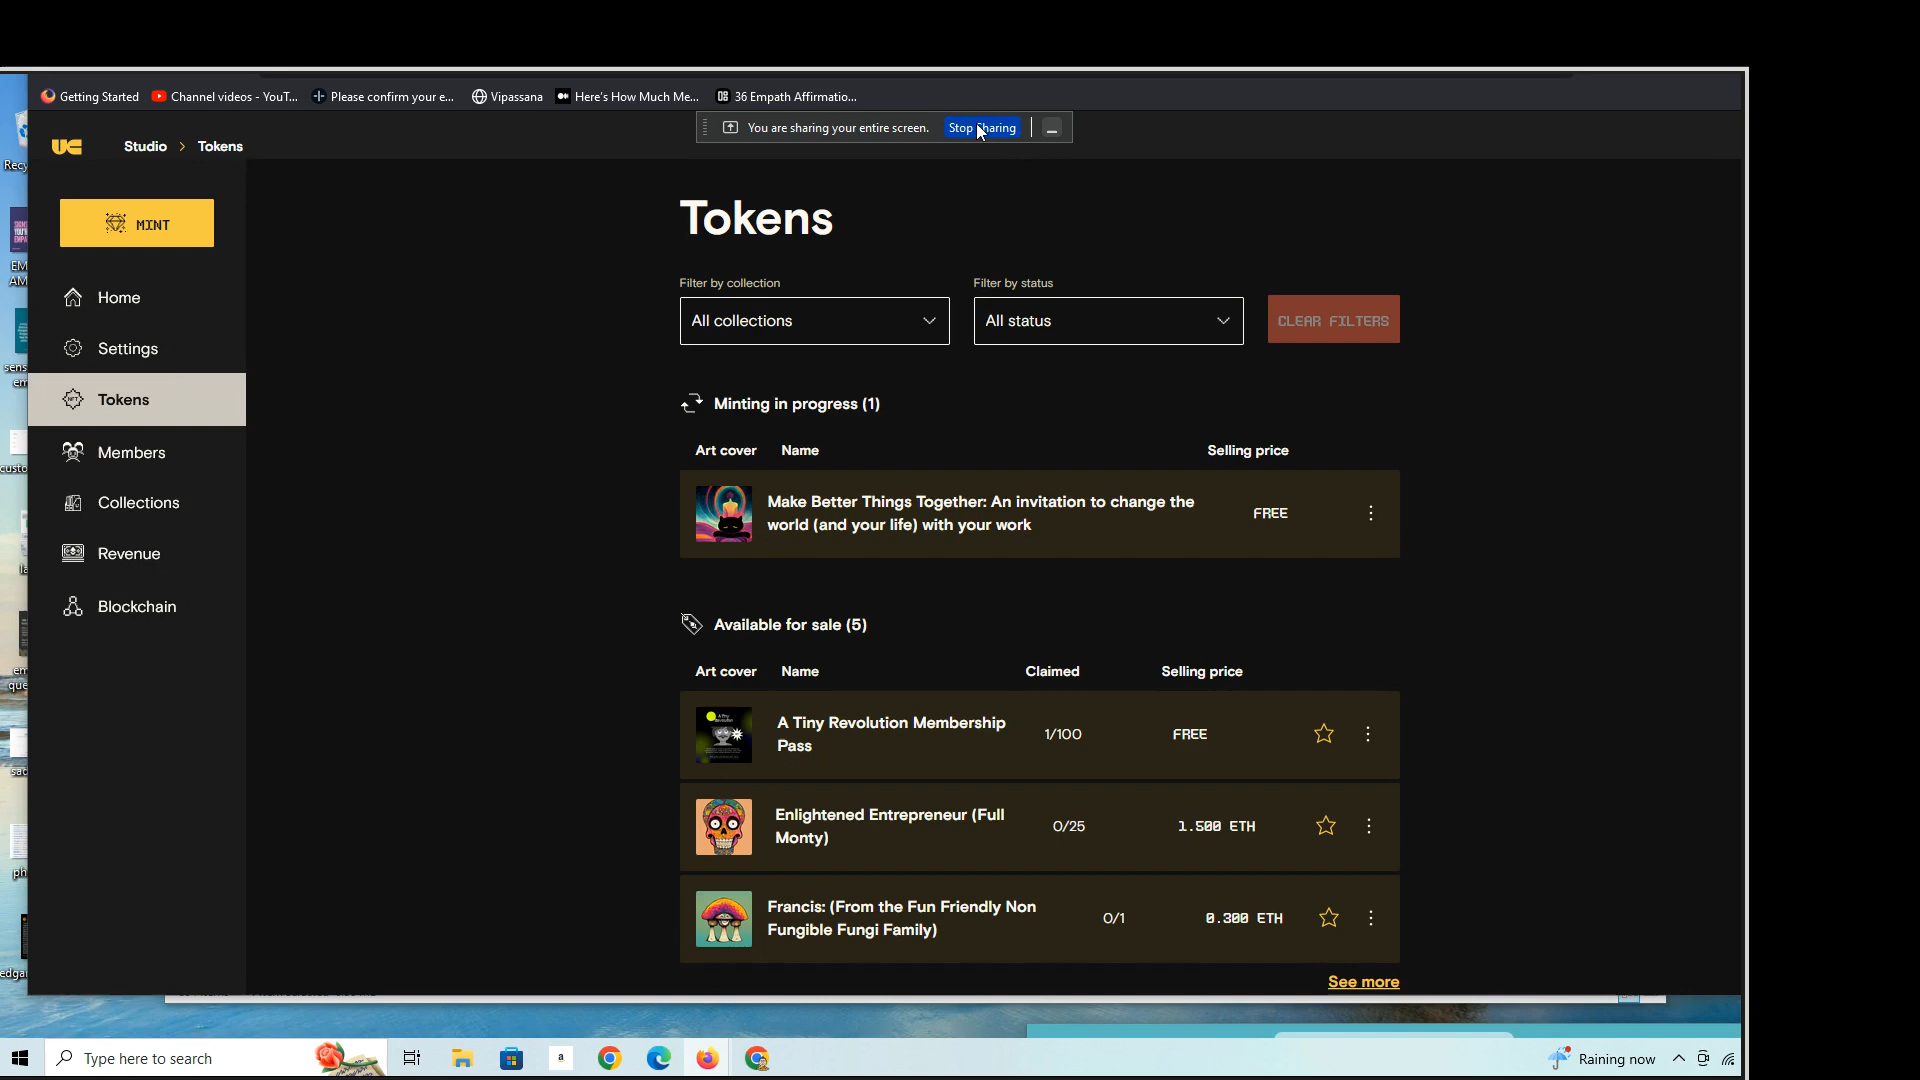 Getting Started
Channel videos - YouT...
Please confirm your e...
Vipassana
Here's How Much Me...
36 Empath Affirmatio...
You are sharing your entire screen.
Stop Sharing
UC
Studio > Tokens
MINT
Home
Settings
Tokens
Members
Collections
Revenue
Blockchain
Tokens
Filter by collection
Filter by status
All collections
All status
CLEAR FILTERS
Minting in progress (1)
Art cover Name Selling price
Make Better Things Together: An invitation to change the
world (and your life) with your work
FREE
Available for sale (5)
Art cover Name Claimed Selling price
A Tiny Revolution Membership
Pass
1/100
FREE
Enlightened Entrepreneur (Full
Monty)
0/25
1.500 ETH
Francis: (From the Fun Friendly Non
Fungible Fungi Family)
0/1
0.300 ETH
See more
Type here to search
Raining now